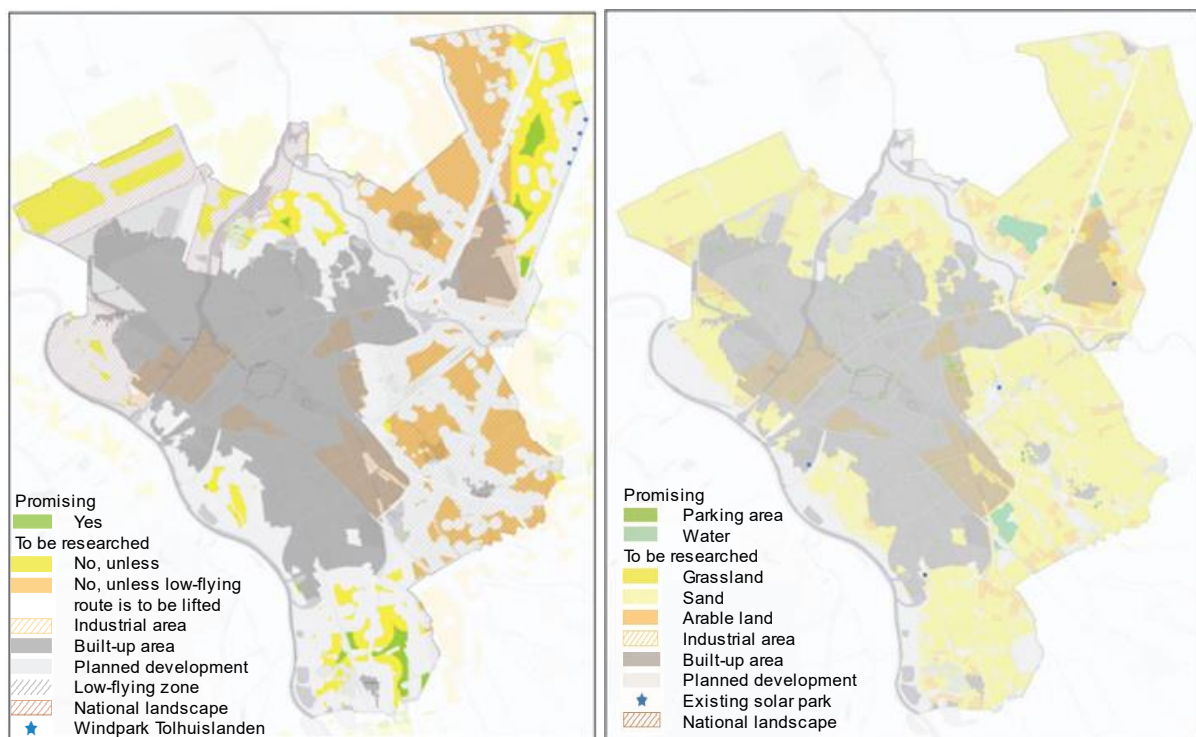 Promising
Yes
To be researched
No, unless
No, unless low-flying
route is to be lifted
Industrial area
Built-up area
Planned development
Low-flying zone
National landscape
Windpark Tolhuislanden
Promising
Parking area
Water
To be researched
Grassland
Sand
Arable land
Industrial area
Built-up area
Planned development
Existing solar park
National landscape